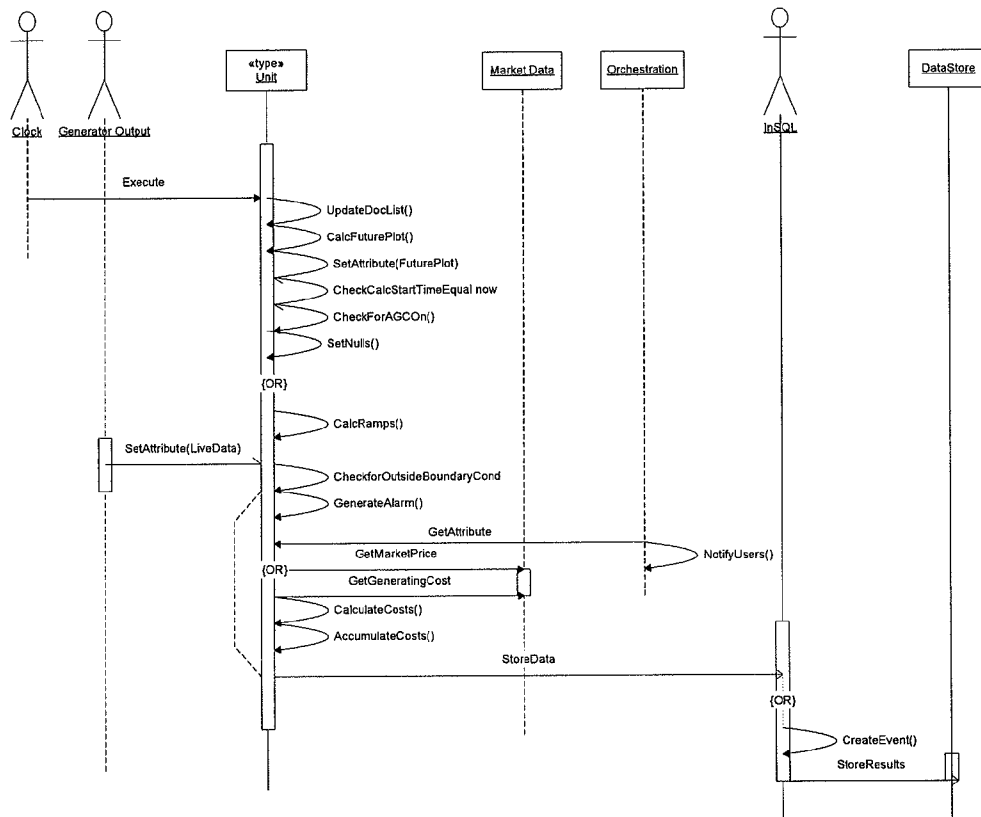 «type»
Unit
Market Data
Orchestration
DataStore
Clock
Generator Output
InSQL
Execute
UpdateDocList()
CalcFuturePlot()
SetAttribute(FuturePlot)
CheckCalcStartTimeEqual now
CheckForAGCOn()
SetNulls()
{OR}
CalcRamps()
SetAttribute(LiveData)
CheckforOutsideBoundaryCond
GenerateAlarm()
GetAttribute
GetMarketPrice
NotifyUsers()
{OR}
GetGeneratingCost
CalculateCosts()
AccumulateCosts()
StoreData
{OR}
CreateEvent()
StoreResults